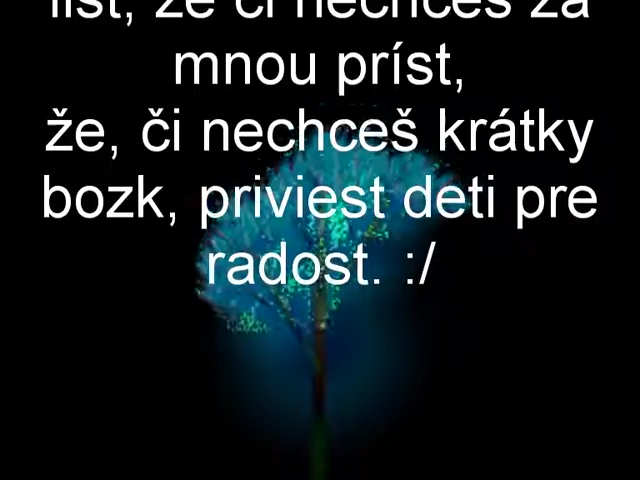 list, že či nechceš za
mnou príst,
že, či nechceš krátky
bozk, priviest deti pre
radost. :/